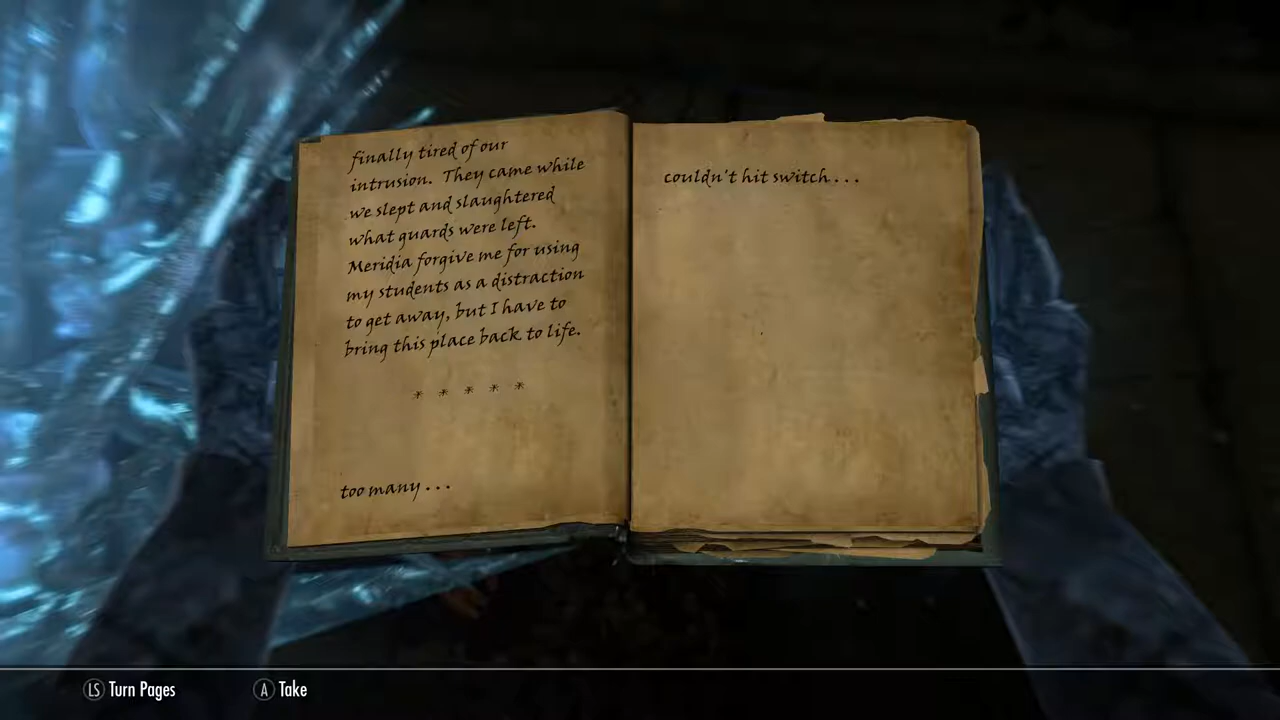 finally tired of our
intrusion. They came while
we slept and slaughtered
what guards were left.
Meridia forgive me for using
my students as a distraction
to get away, but I have to
bring this place back to life.
* * * * *
too many . . .
couldn't hit switch . . .
LS Turn Pages
A Take